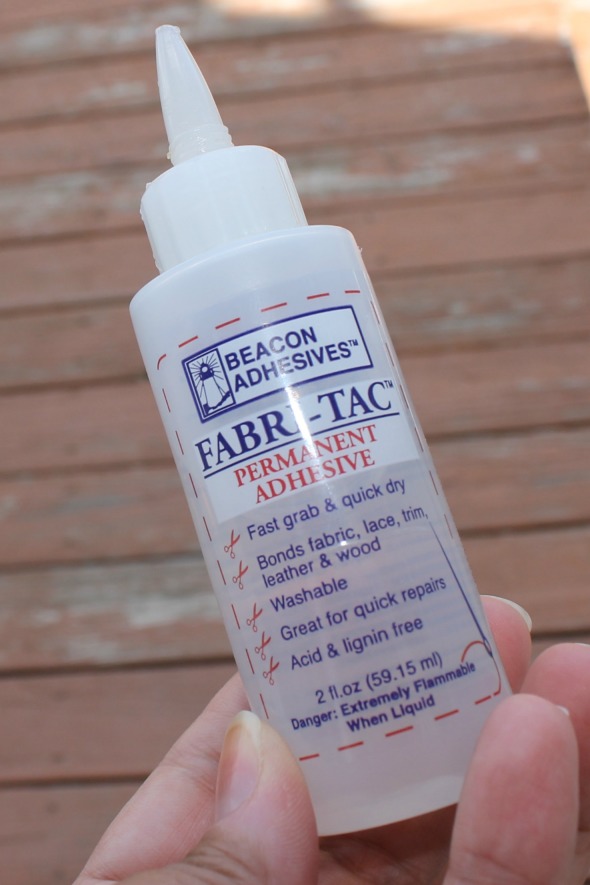 BEACON
ADHESIVES™
FABRI-TAC™
PERMANENT
ADHESIVE
Fast grab & quick dry
Bonds fabric, lace, trim,
leather & wood
Washable
Great for quick repairs
Acid & lignin free
2 fl.oz (59.15 ml)
Danger: Extremely Flammable
When Liquid